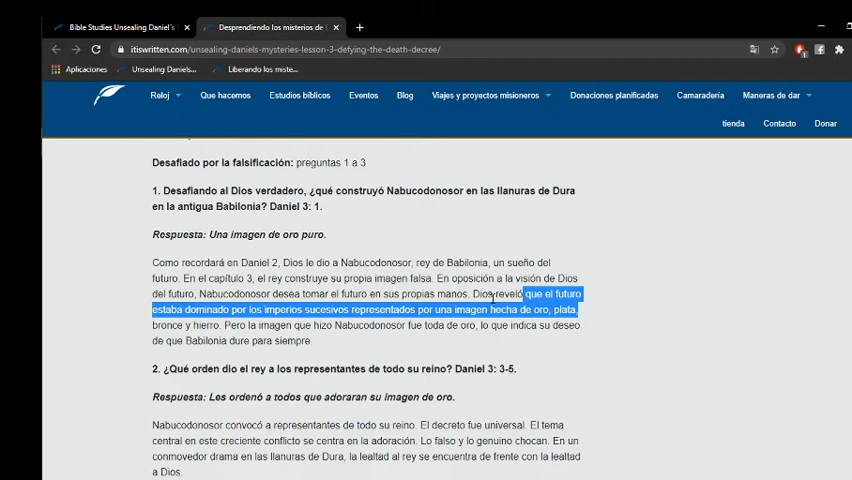 Bible Studies Unsealing Daniel's
Desprendiendo los misterios de
itiswritten.com/unsealing-daniels-mysteries-lesson-3-defying-the-death-decree/
Aplicaciones
Unsealing Daniels...
Liberando los miste...
Reloj
Que hacemos
Estudios bíblicos
Eventos
Blog
Viajes y proyectos misioneros
Donaciones planificadas
Camaradería
Maneras de dar
tienda
Contacto
Donar
Desafiado por la falsificación: preguntas 1 a 3
1. Desafiando al Dios verdadero, ¿qué construyó Nabucodonosor en las llanuras de Dura
en la antigua Babilonia? Daniel 3: 1.
Respuesta: Una imagen de oro puro.
Como recordará en Daniel 2, Dios le dio a Nabucodonosor, rey de Babilonia, un sueño del
futuro. En el capítulo 3, el rey construye su propia imagen falsa. En oposición a la visión de Dios
del futuro, Nabucodonosor desea tomar el futuro en sus propias manos. Dios reveló que el futuro
estaba dominado por los imperios sucesivos representados por una imagen hecha de oro, plata,
bronce y hierro. Pero la imagen que hizo Nabucodonosor fue toda de oro, lo que indica su deseo
de que Babilonia dure para siempre
2. ¿Qué orden dio el rey a los representantes de todo su reino? Daniel 3: 3-5.
Respuesta: Les ordenó a todos que adoraran su imagen de oro.
Nabucodonosor convocó a representantes de todo su reino. El decreto fue universal. El tema
central en este creciente conflicto se centra en la adoración. Lo falso y lo genuino chocan. En un
conmovedor drama en las llanuras de Dura, la lealtad al rey se encuentra de frente con la lealtad
a Dios.